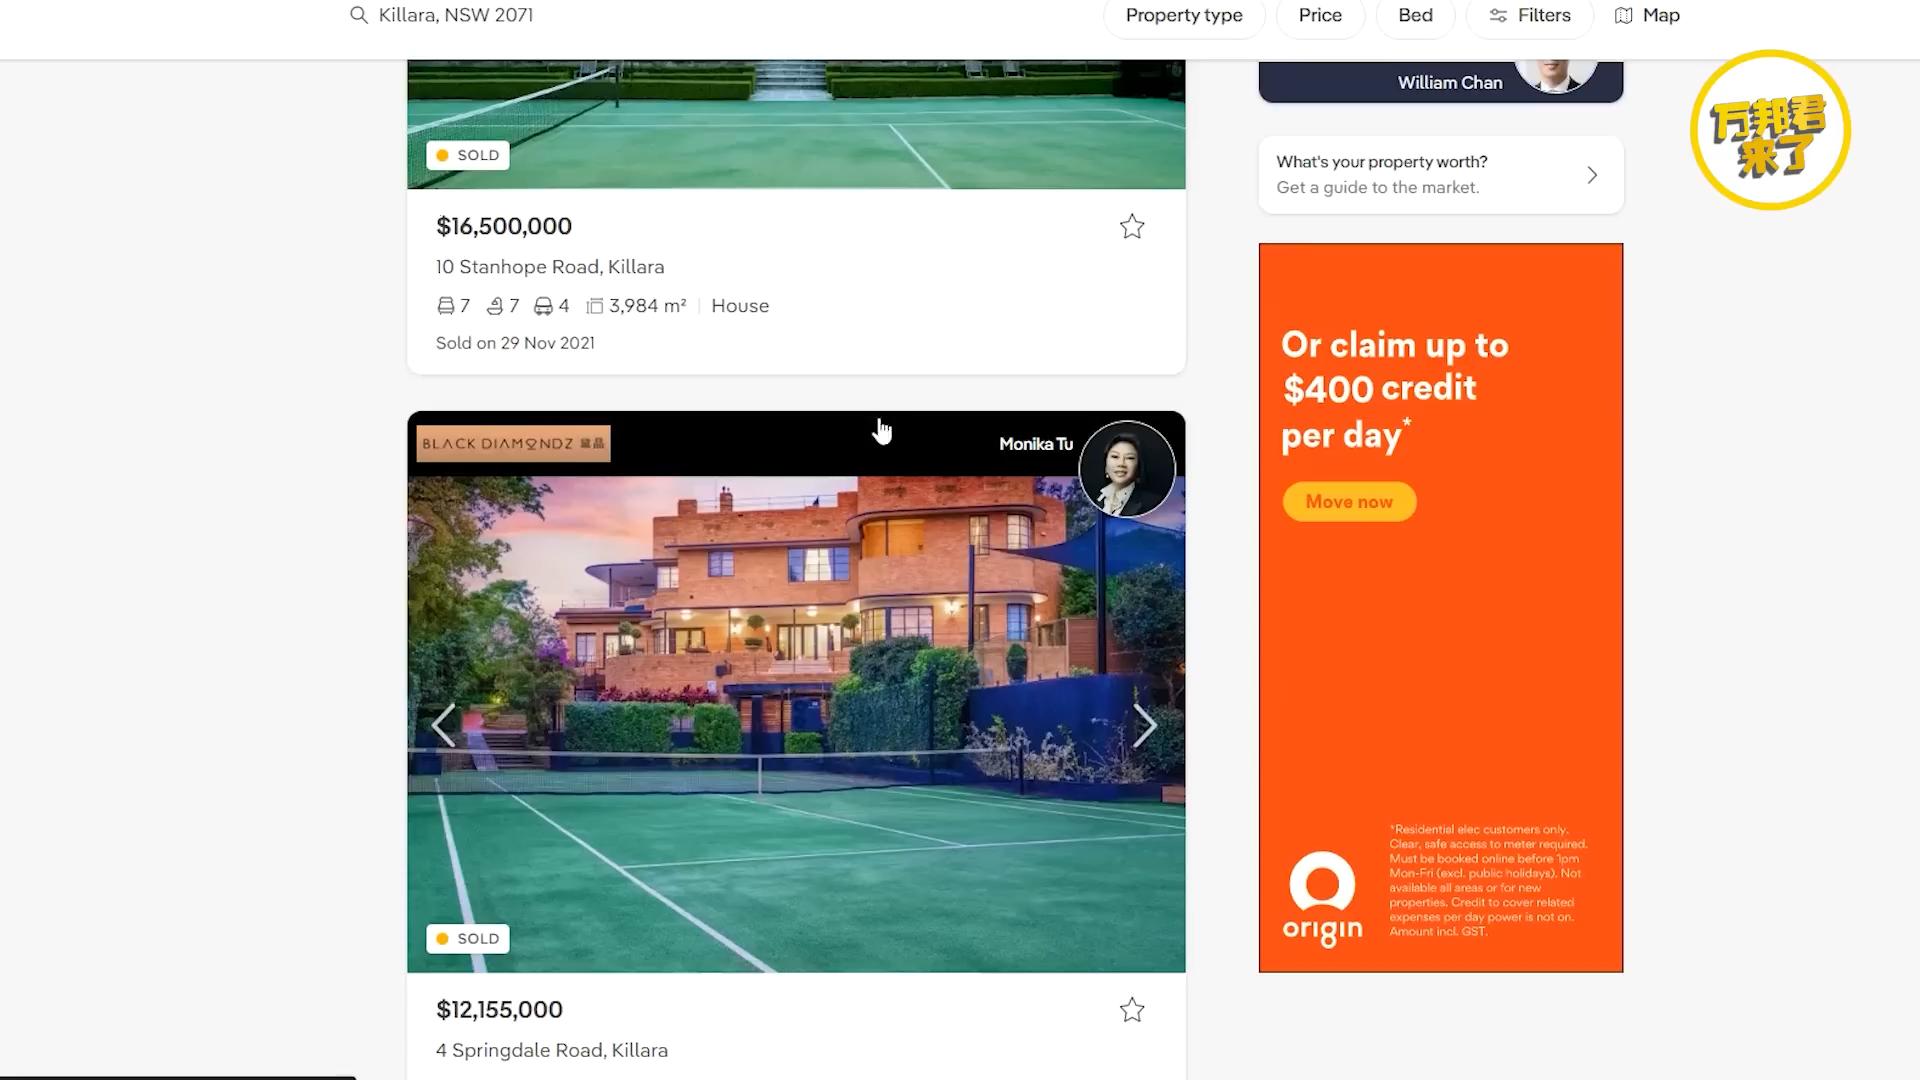 Killara, NSW 2071
Property type
Price
Bed
Filters
Map
William Chan
万邦君
来了
SOLD
What's your property worth?
Get a guide to the market.
$16,500,000
10 Stanhope Road, Killara
7 7 4 3,984 m² House
Sold on 29 Nov 2021
Or claim up to
$400 credit
per day*
Move now
BLACK DIAMONDZ 黛晶
Monika Tu
SOLD
*Residential elec customers only.
Clear, safe access to meter required.
Must be booked online before 1pm
Mon-Fri (excl. public holidays). Not
available all areas or for new
properties. Credit to cover related
expenses per day power is not on.
Amount incl. GST.
origin
$12,155,000
4 Springdale Road, Killara